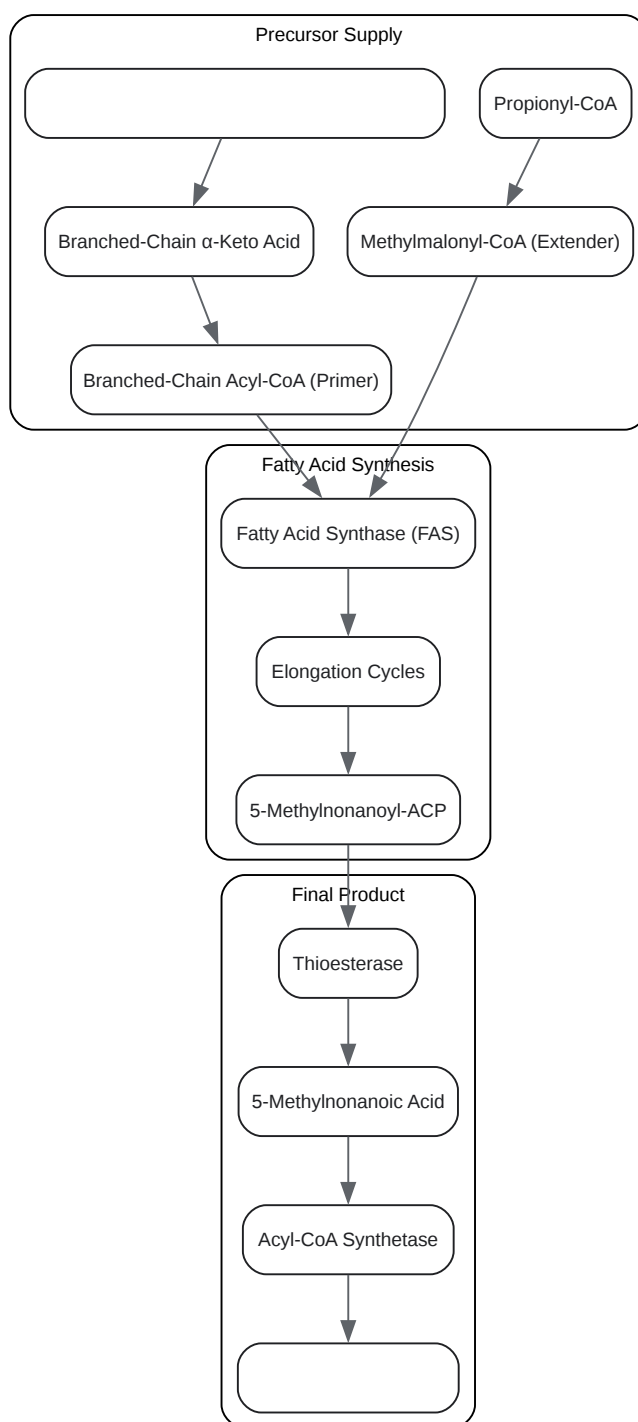 Precursor Supply
Propionyl-CoA
Branched-Chain α-Keto Acid
Methylmalonyl-CoA (Extender)
Branched-Chain Acyl-CoA (Primer)
Fatty Acid Synthesis
Fatty Acid Synthase (FAS)
Elongation Cycles
5-Methylnonanoyl-ACP
Final Product
Thioesterase
5-Methylnonanoic Acid
Acyl-CoA Synthetase